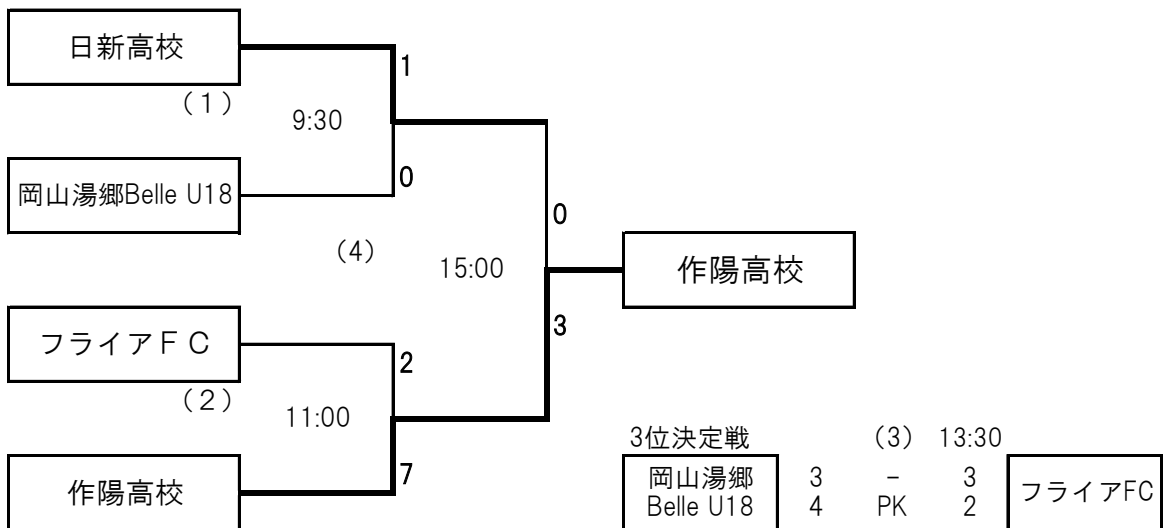 日新高校
1
（1）
9:30
岡山湯郷Belle U18
0
0
（4）
15:00
作陽高校
フライアＦＣ
2
3
（2）
11:00
作陽高校
7
3位決定戦 （3） 13:30
岡山湯郷 3 － 3
Belle U18 4 PK 2
フライアFC